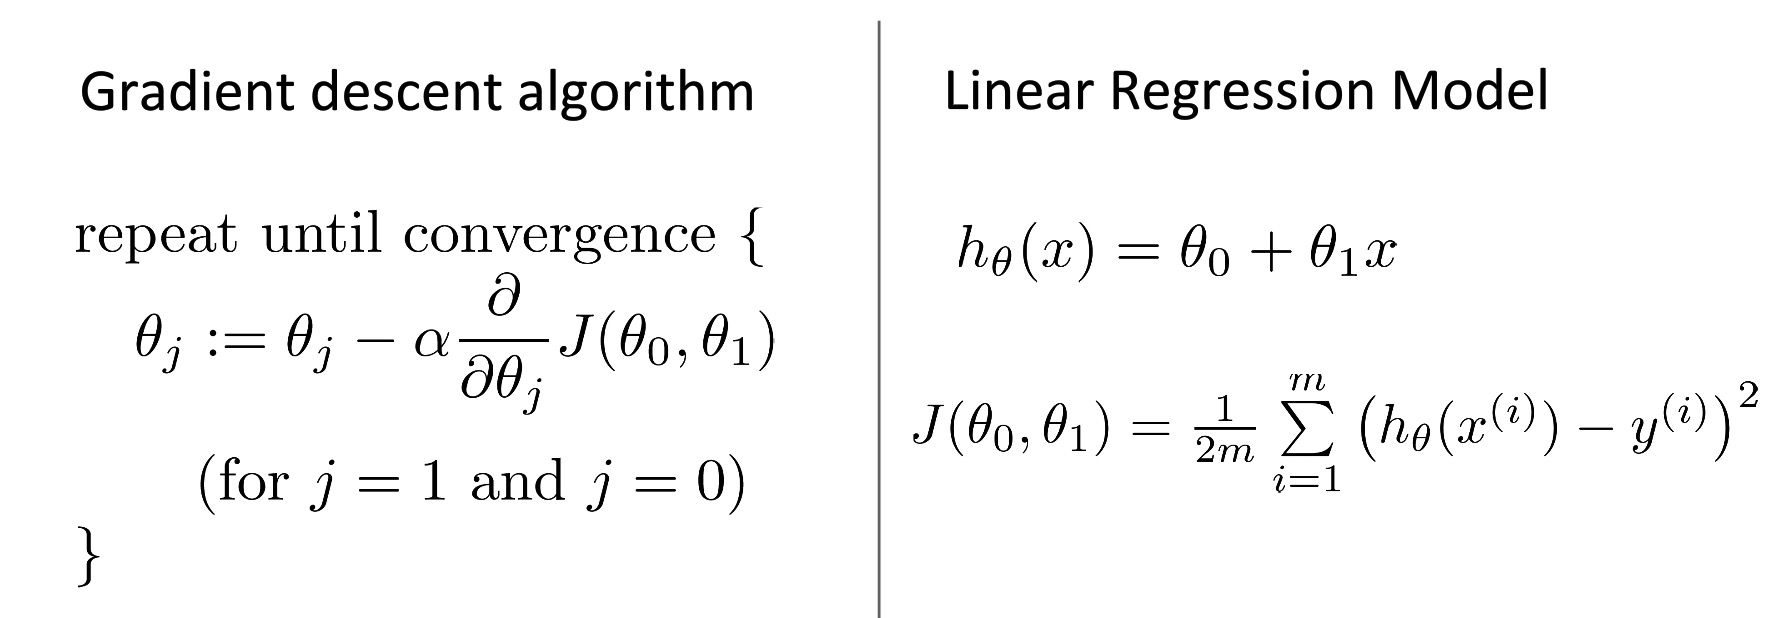 Gradient descent algorithm
repeat until convergence {
θ_j := θ_j − α ∂/∂θ_j J(θ_0, θ_1)
(for j = 1 and j = 0)
}
Linear Regression Model
h_θ(x) = θ_0 + θ_1x
J(θ_0, θ_1) = 1/2m ∑_{i=1}^{m} (h_θ(x^{(i)}) − y^{(i)})^2